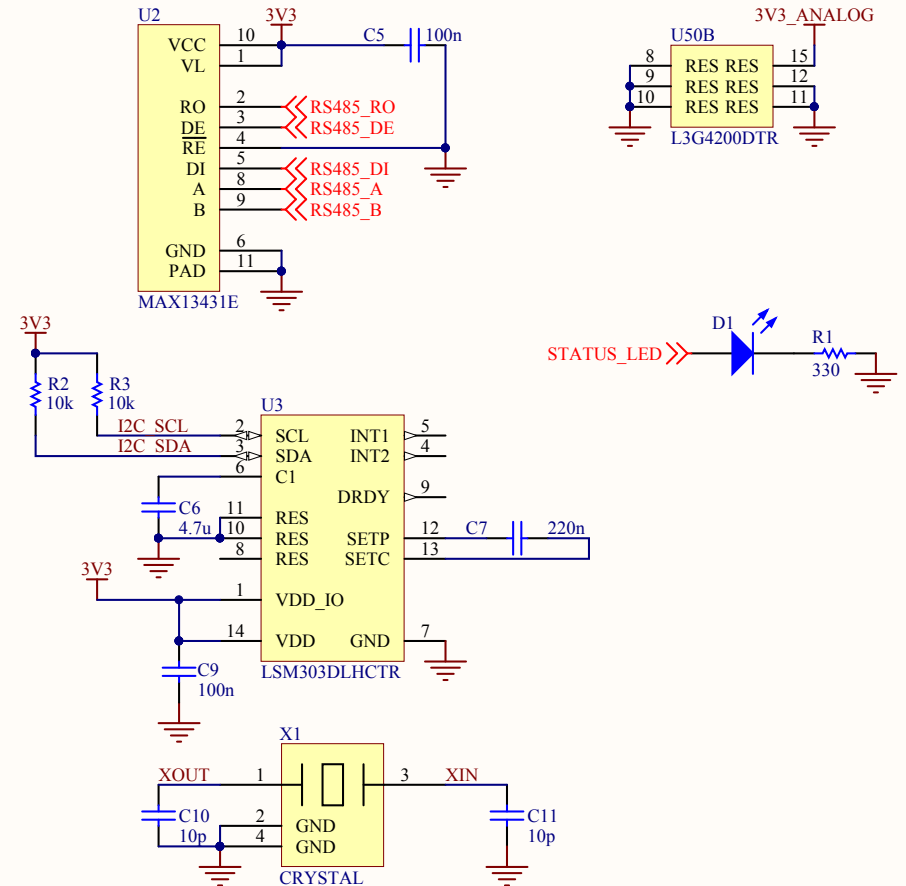 U2
MAX13431E
VCC 10
VL 1
RO 2
DE 3
RE 4
DI 5
A 8
B 9
GND 6
PAD 11
3V3
C5 100n
RS485_RO
RS485_DE
RS485_DI
RS485_A
RS485_B
3V3_ANALOG
U50B
8 RES RES 15
9 RES RES 12
10 RES RES 11
L3G4200DTR
STATUS_LED
D1
R1
330
3V3
R2
10k
R3
10k
I2C_SCL
I2C_SDA
U3
2 SCL INT1 5
3 SDA INT2 4
6 C1
DRDY 9
11 RES
10 RES SETP 12
8 RES SETC 13
1 VDD_IO
14 VDD GND 7
LSM303DLHCTR
C6
4.7u
C7 220n
3V3
C9
100n
X1
XOUT 1 3 XIN
2 GND
4 GND
CRYSTAL
C10
10p
C11
10p